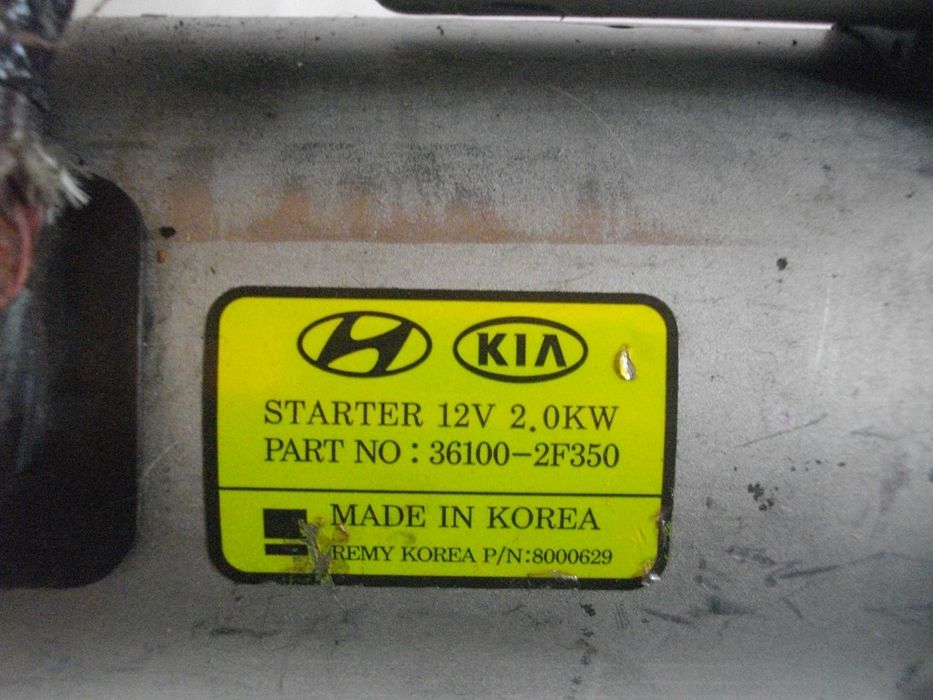 KIA
STARTER 12V 2.0KW
PART NO : 36100-2F350
MADE IN KOREA
REMY KOREA P/N:8000629